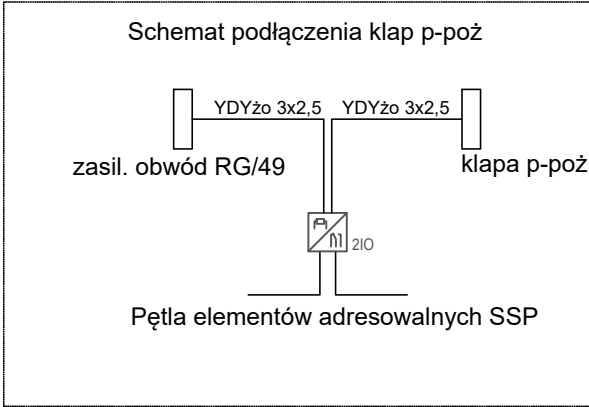 Schemat podłączenia klap p-poż
YDYżo 3x2,5 YDYżo 3x2,5
zasil. obwód RG/49
klapa p-poż
2IO
Pętla elementów adresowalnych SSP